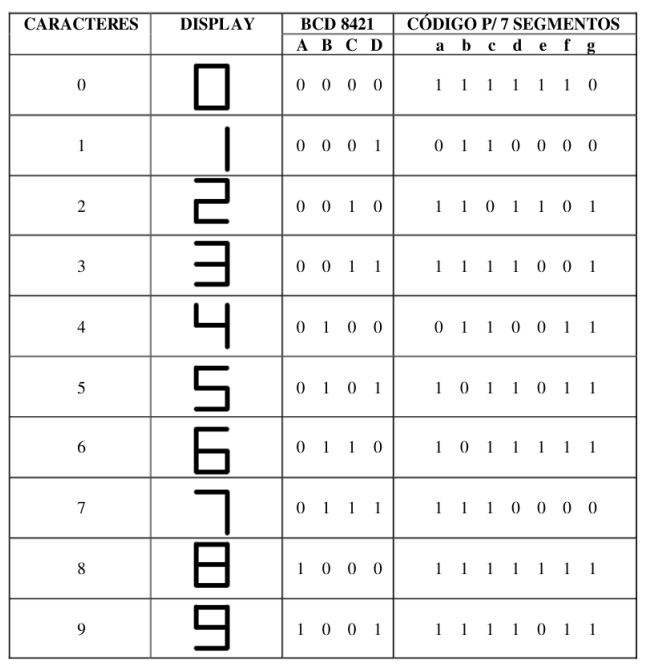 CARACTERES DISPLAY BCD 8421 CÓDIGO P/ 7 SEGMENTOS
A B C D a b c d e f g
0 0 0 0 0 0 1 1 1 1 1 1 0
1 1 0 0 0 1 0 1 1 0 0 0 0
2 2 0 0 1 0 1 1 0 1 1 0 1
3 3 0 0 1 1 1 1 1 1 0 0 1
4 4 0 1 0 0 0 1 1 0 0 1 1
5 5 0 1 0 1 1 0 1 1 0 1 1
6 6 0 1 1 0 1 0 1 1 1 1 1
7 7 0 1 1 1 1 1 1 0 0 0 0
8 8 1 0 0 0 1 1 1 1 1 1 1
9 9 1 0 0 1 1 1 1 1 0 1 1